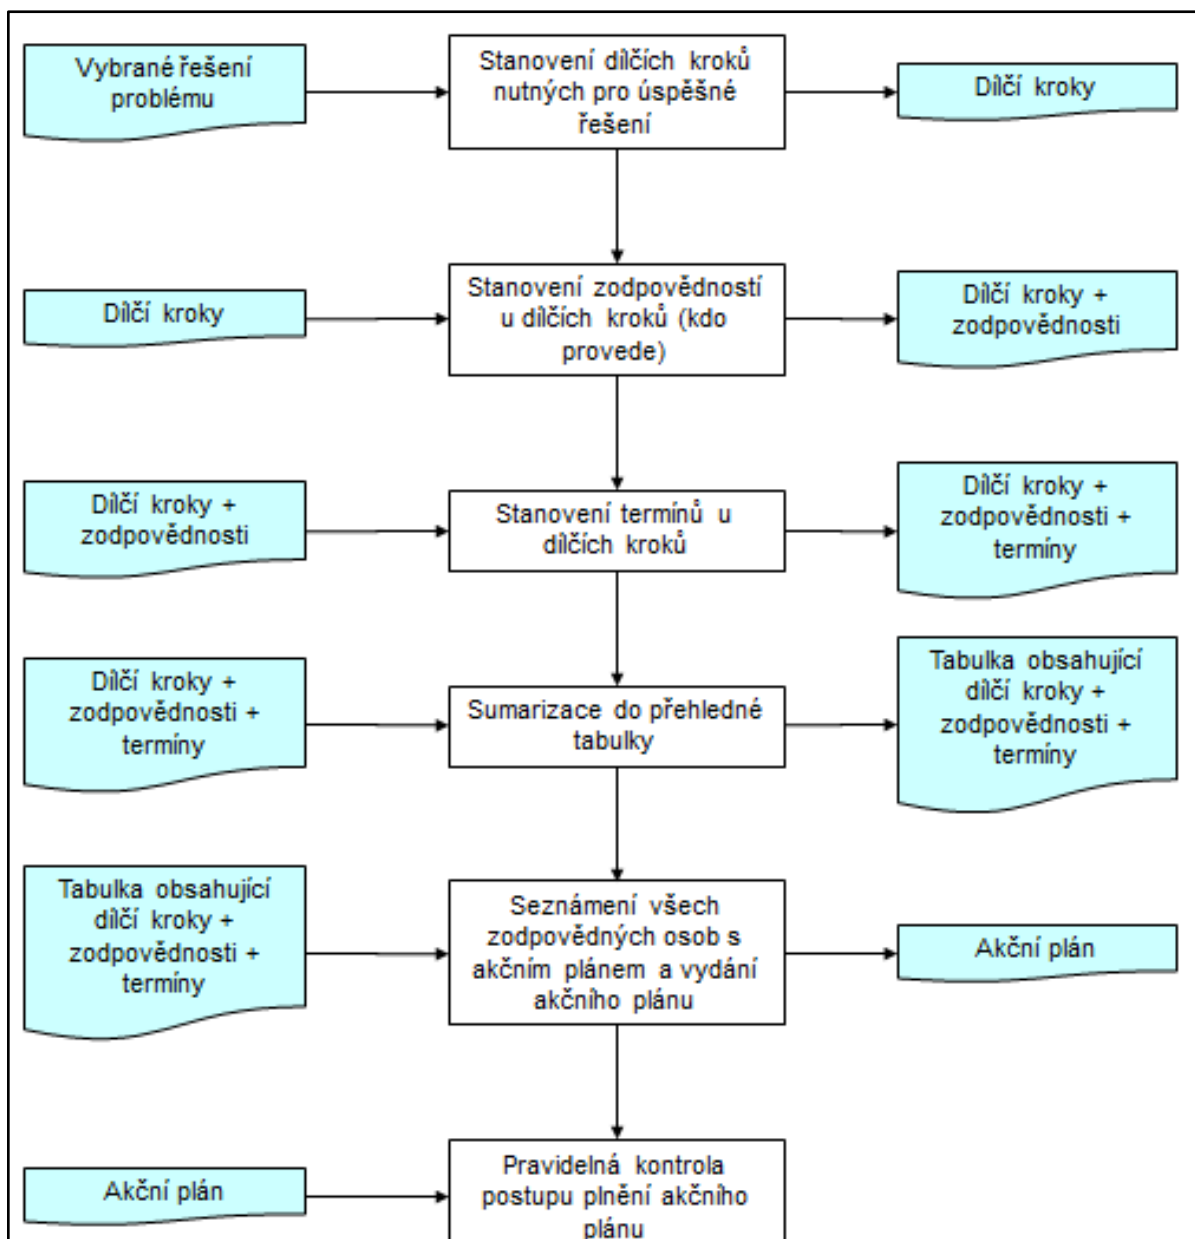 Vybrané řešení
problému
Stanovení dílčích kroků
nutných pro úspěšné
řešení
Dílčí kroky
Dílčí kroky
Stanovení zodpovědností
u dílčích kroků (kdo
provede)
Dílčí kroky +
zodpovědnosti
Dílčí kroky +
zodpovědnosti
Stanovení termínů u
dílčích kroků
Dílčí kroky +
zodpovědnosti +
termíny
Dílčí kroky +
zodpovědnosti +
termíny
Sumarizace do přehledné
tabulky
Tabulka obsahující
dílčí kroky +
zodpovědnosti +
termíny
Tabulka obsahující
dílčí kroky +
zodpovědnosti +
termíny
Seznámení všech
zodpovědných osob s
akčním plánem a vydání
akčního plánu
Akční plán
Akční plán
Pravidelná kontrola
postupu plnění akčního
plánu